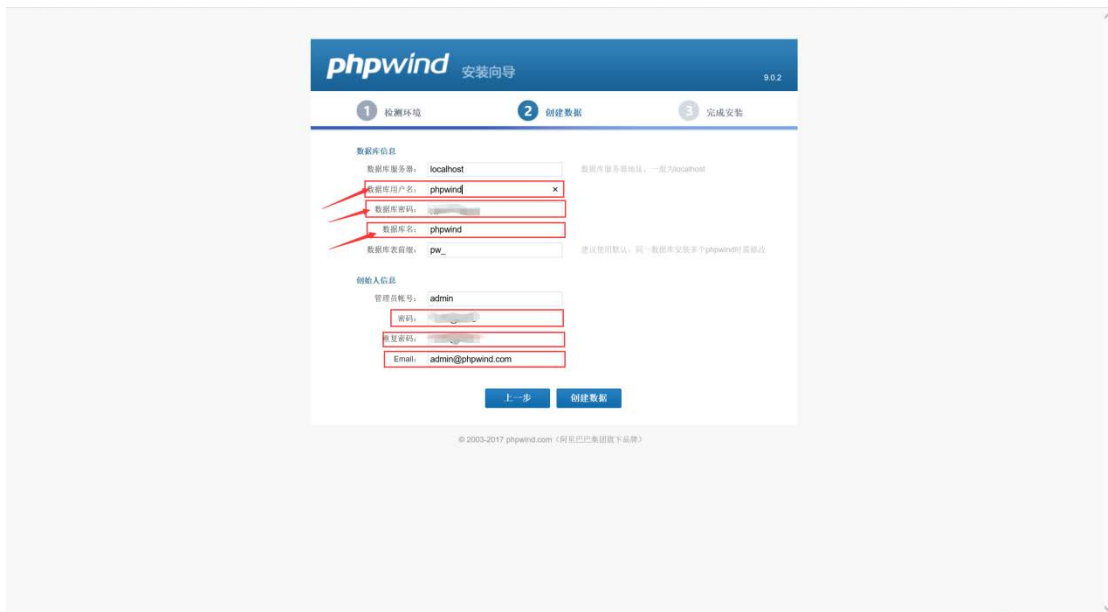 phpwind 安装向导 9.0.2
1 检测环境 2 创建数据 3 完成安装
数据库信息
数据库服务器: localhost 数据库服务器地址,一般为localhost
数据库用户名: phpwind ×
数据库密码:
数据库名: phpwind
数据库表前缀: pw_ 建议使用默认,同一数据库安装多个phpwind时需修改
创始人信息
管理员帐号: admin
密码:
重复密码:
Email: admin@phpwind.com
上一步 创建数据
© 2003-2017 phpwind.com(阿里巴巴集团旗下品牌)